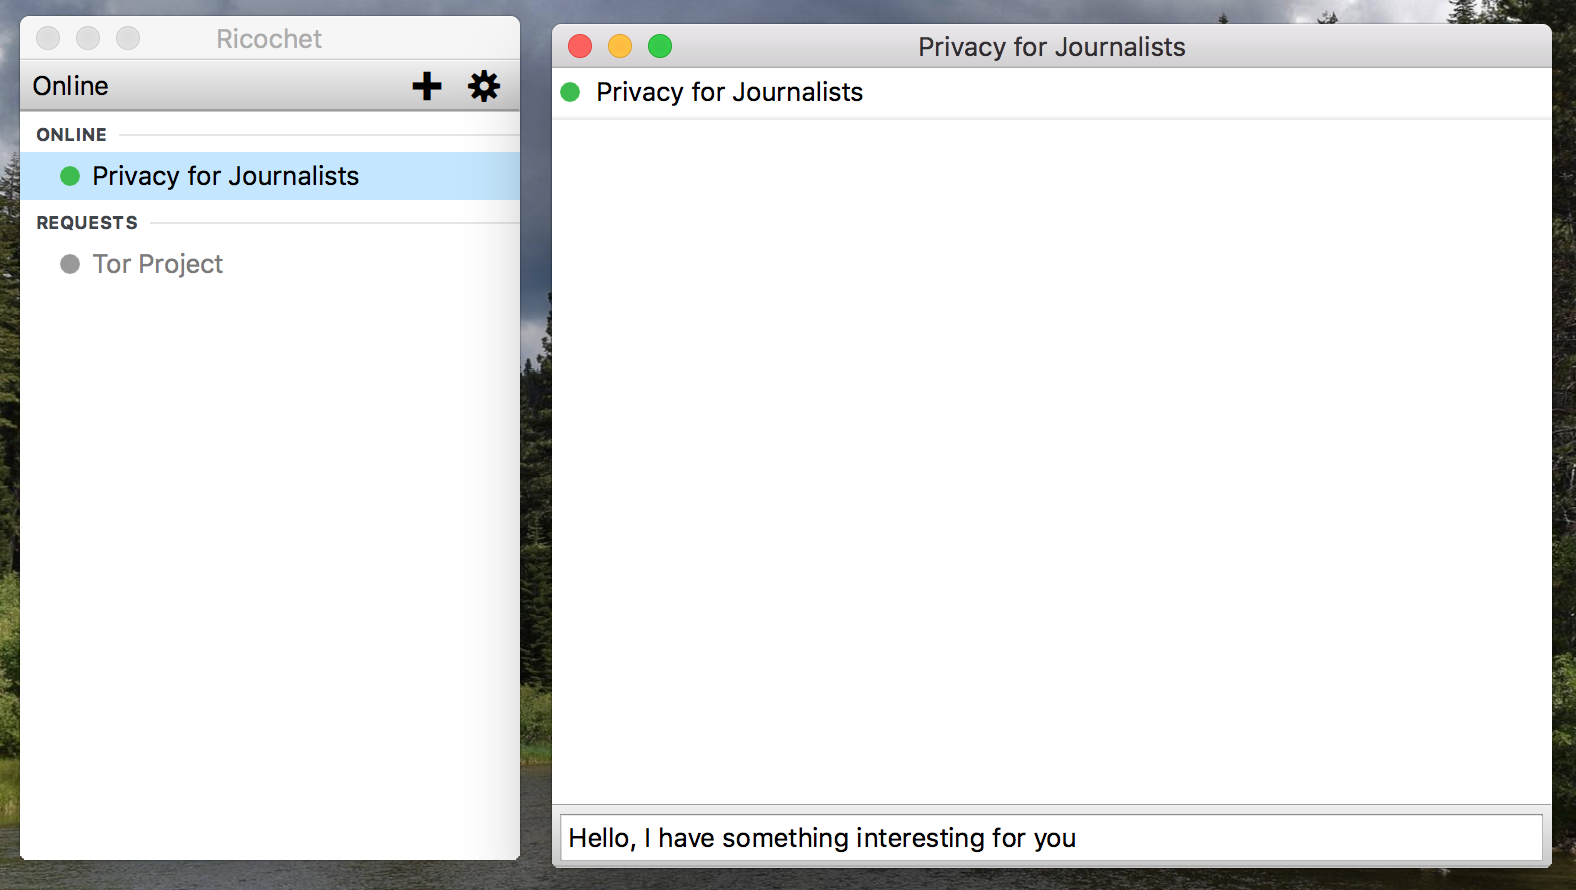 Ricochet
Online
ONLINE
Privacy for Journalists
REQUESTS
Tor Project
Privacy for Journalists
Privacy for Journalists
Hello, I have something interesting for you